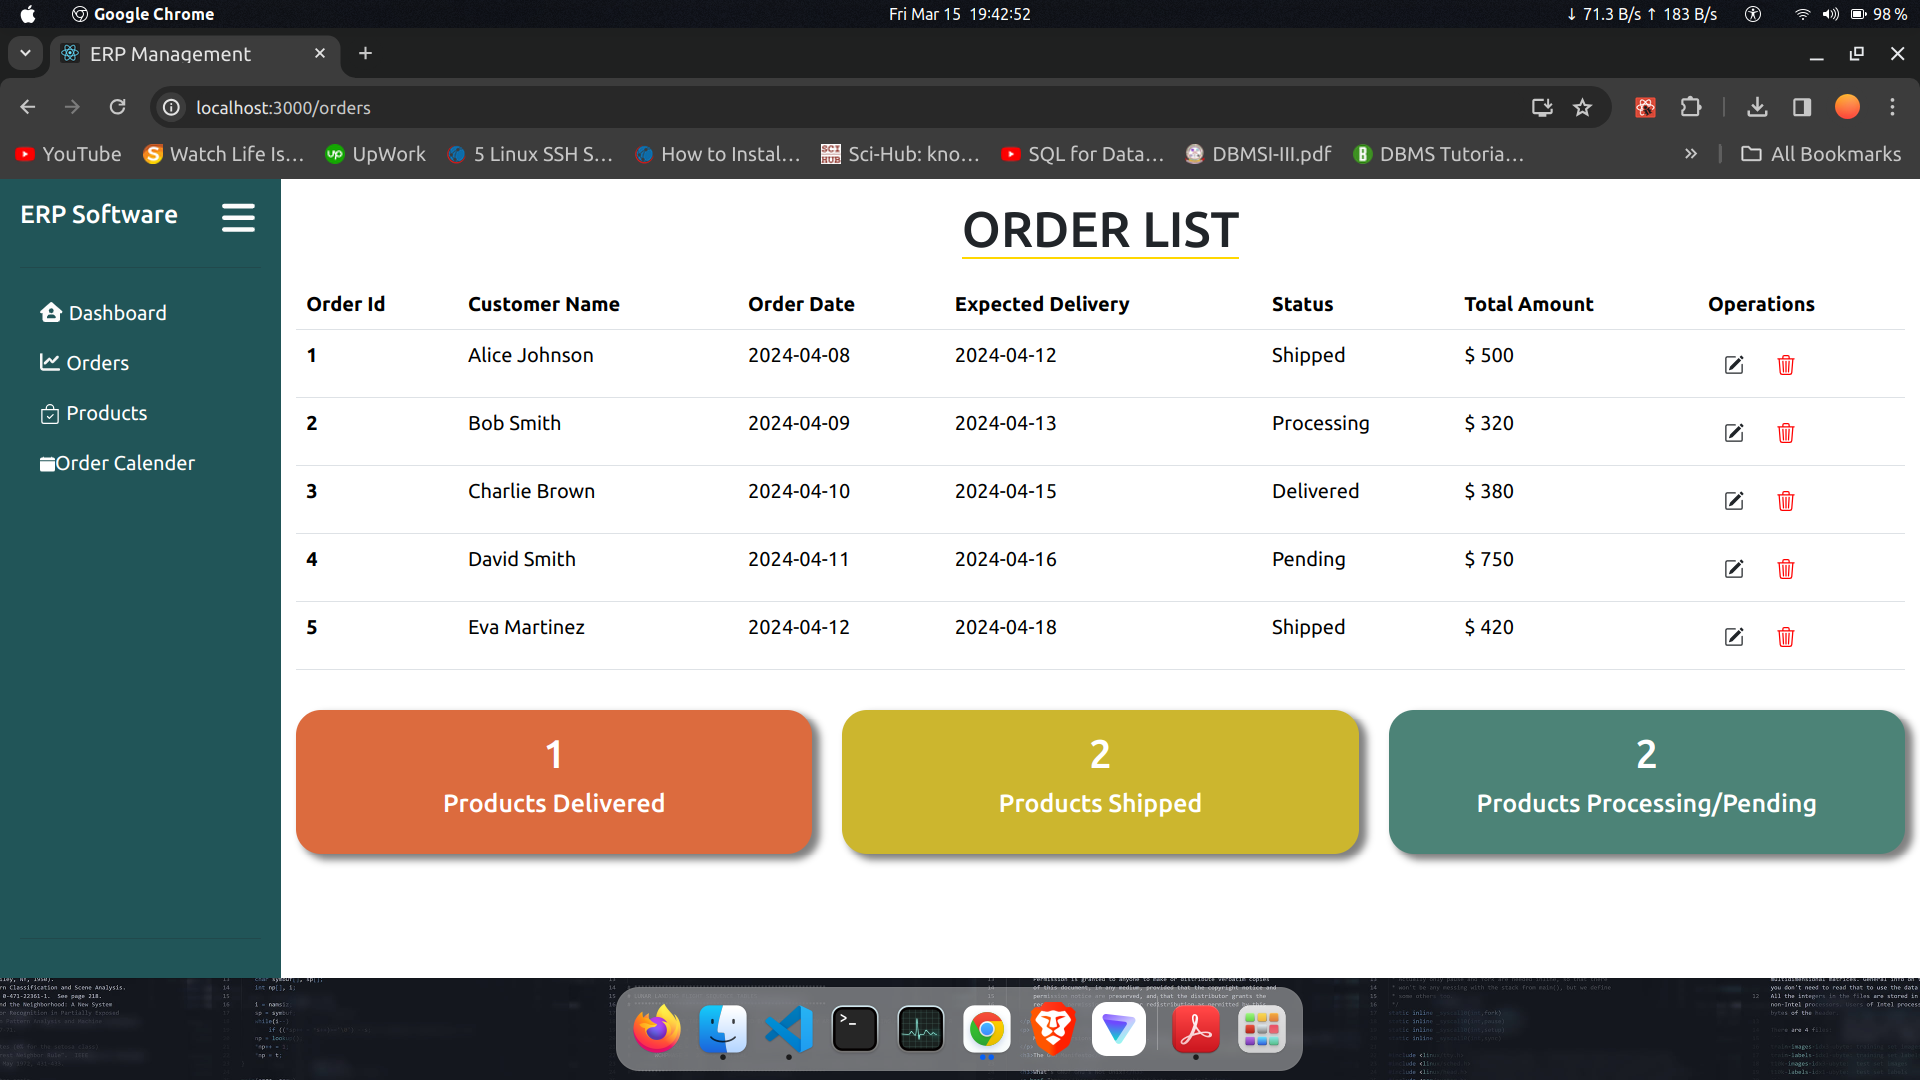 Google Chrome
Fri Mar 15 19:42:52
↓ 71.3 B/s ↑ 183 B/s
98 %
ERP Management
localhost:3000/orders
YouTube
Watch Life Is...
UpWork
5 Linux SSH S...
How to Instal...
Sci-Hub: kno...
SQL for Data...
DBMSI-III.pdf
DBMS Tutoria...
»
All Bookmarks
ERP Software
Dashboard
Orders
Products
Order Calender
ORDER LIST
Order Id Customer Name Order Date Expected Delivery Status Total Amount Operations
1 Alice Johnson 2024-04-08 2024-04-12 Shipped $ 500
2 Bob Smith 2024-04-09 2024-04-13 Processing $ 320
3 Charlie Brown 2024-04-10 2024-04-15 Delivered $ 380
4 David Smith 2024-04-11 2024-04-16 Pending $ 750
5 Eva Martinez 2024-04-12 2024-04-18 Shipped $ 420
1
Products Delivered
2
Products Shipped
2
Products Processing/Pending